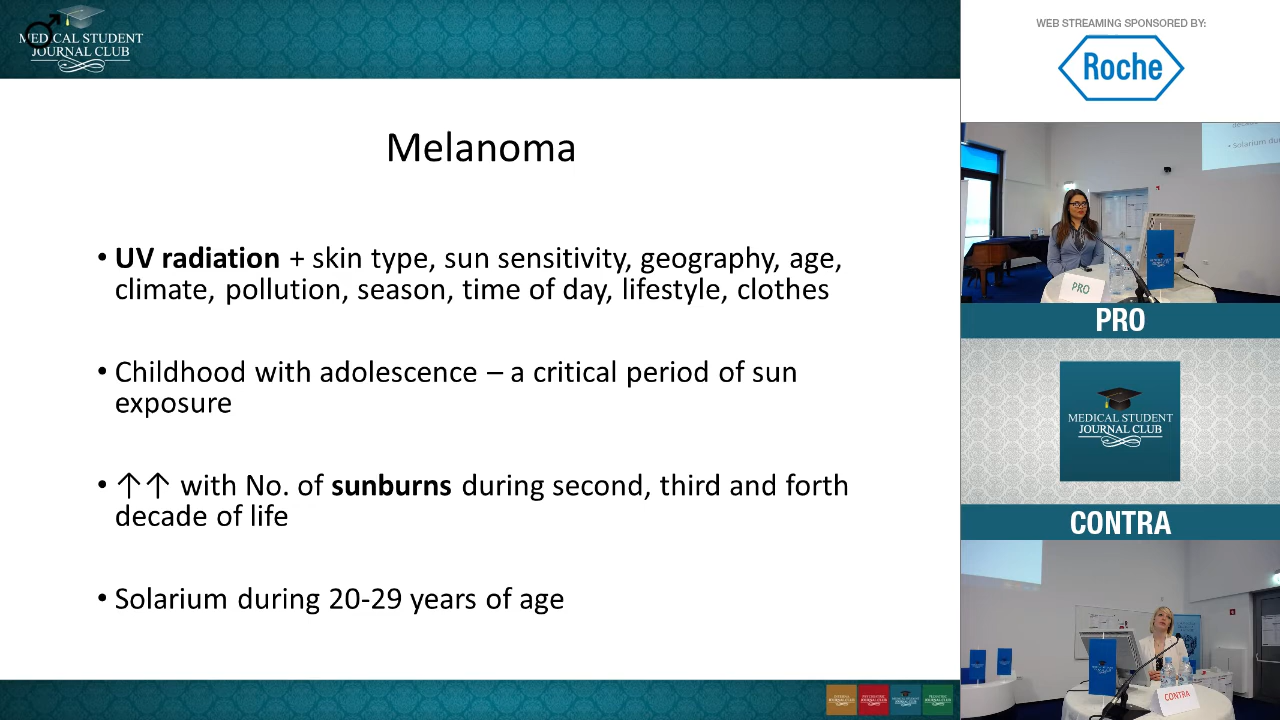 MEDICAL STUDENT
JOURNAL CLUB
Melanoma
• UV radiation + skin type, sun sensitivity, geography, age,
climate, pollution, season, time of day, lifestyle, clothes
• Childhood with adolescence – a critical period of sun
exposure
• ↑↑ with No. of sunburns during second, third and forth
decade of life
• Solarium during 20-29 years of age
WEB STREAMING SPONSORED BY:
Roche
• Solarium du
PRO
PRO
MEDICAL STUDENT
JOURNAL CLUB
CONTRA
CONTRA